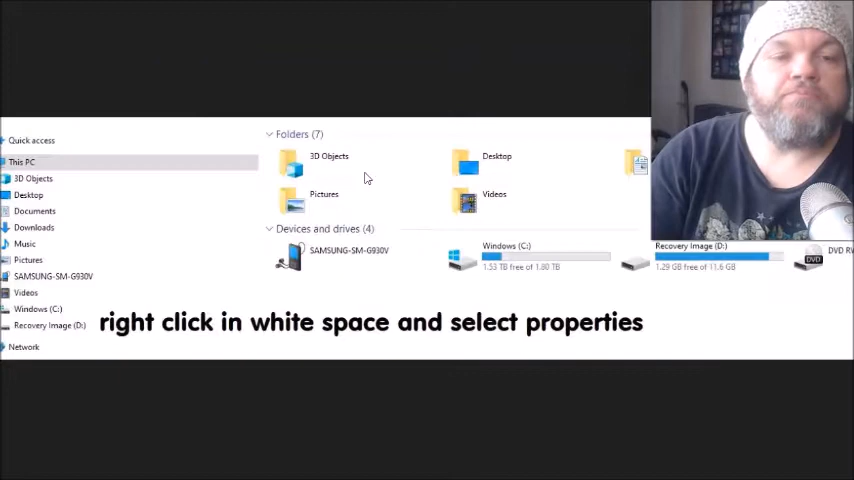 Quick access
This PC
3D Objects
Desktop
Documents
Downloads
Music
Pictures
SAMSUNG-SM-G930V
Videos
Windows (C:)
Recovery Image (D:)
Network
Folders (7)
3D Objects
Desktop
Pictures
Videos
Devices and drives (4)
SAMSUNG-SM-G930V
Windows (C:)
1.53 TB free of 1.80 TB
Recovery Image (D:)
1.29 GB free of 11.6 GB
DVD
DVD RW
right click in white space and select properties